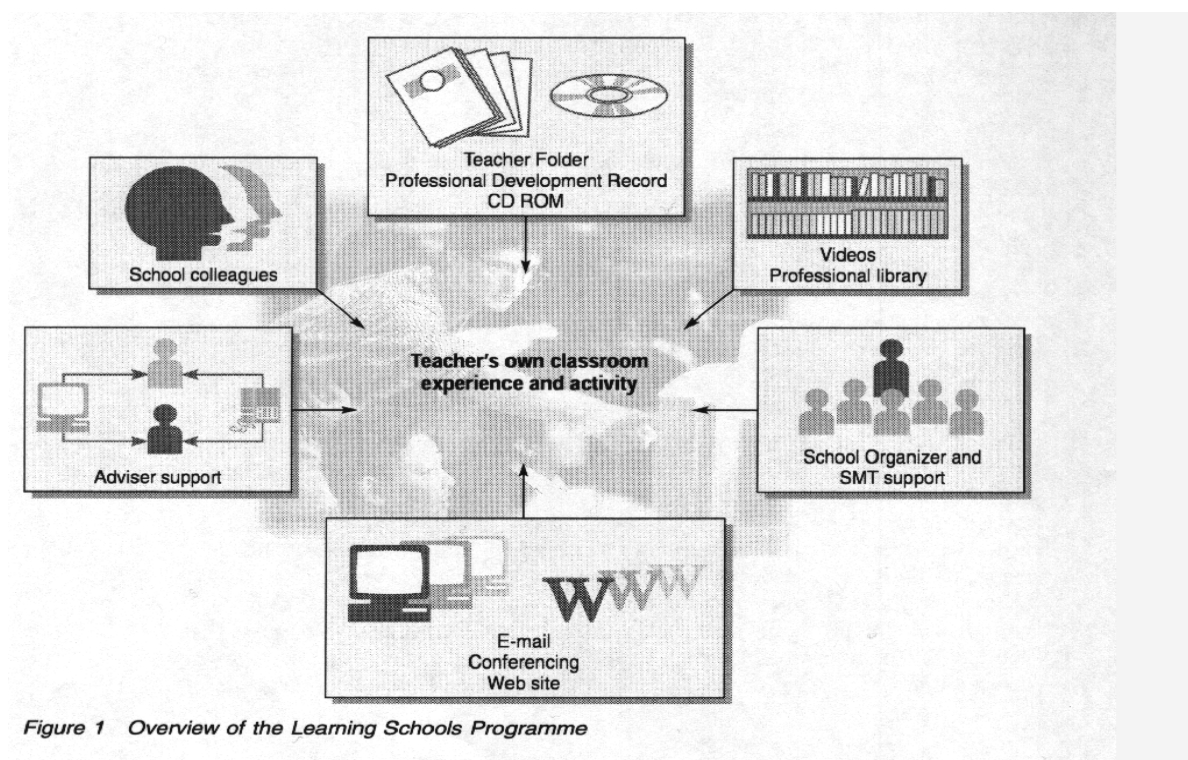 Teacher Folder
Professional Development Record
CD ROM
School colleagues
Videos
Professional library
Teacher's own classroom
experience and activity
Adviser support
School Organizer and
SMT support
WWW
E-mail
Conferencing
Web site
Figure 1 Overview of the Learning Schools Programme